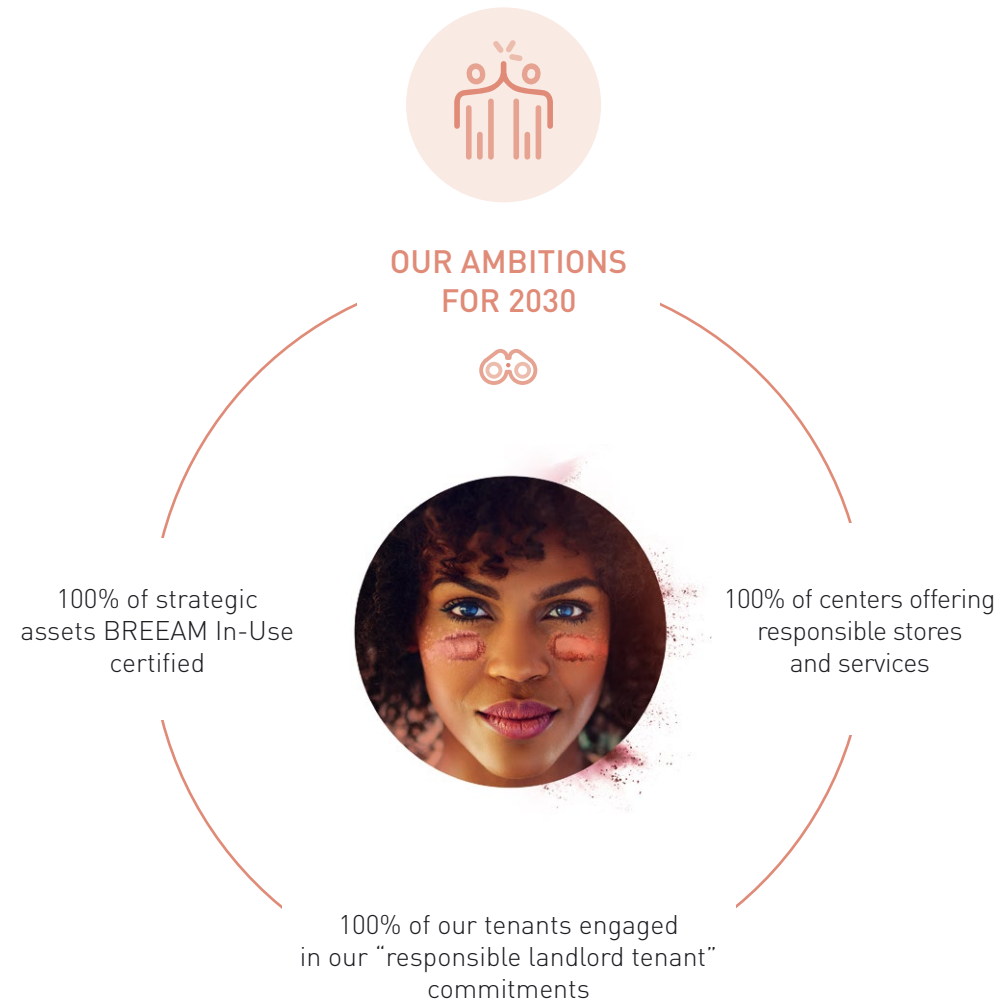 OUR AMBITIONS
FOR 2030
100% of strategic
assets BREEAM In-Use
certified
100% of centers offering
responsible stores
and services
100% of our tenants engaged
in our “responsible landlord tenant”
commitments